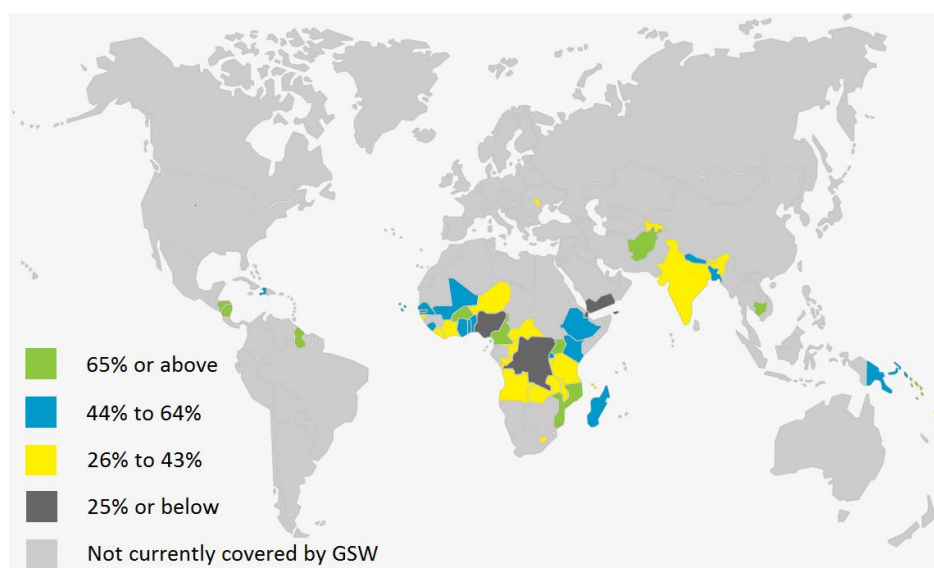 65% or above
44% to 64%
26% to 43%
25% or below
Not currently covered by GSW